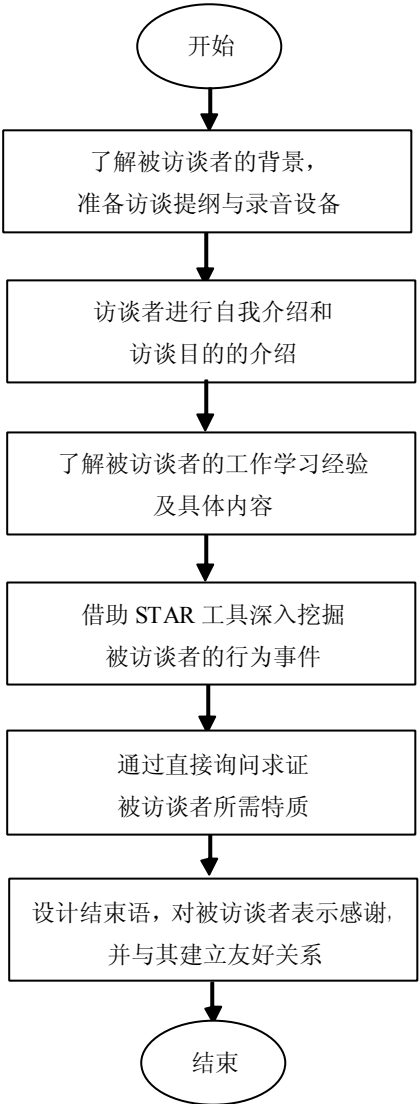 开始
了解被访谈者的背景，
准备访谈提纲与录音设备
访谈者进行自我介绍和
访谈目的的介绍
了解被访谈者的工作学习经验
及具体内容
借助 STAR 工具深入挖掘
被访谈者的行为事件
通过直接询问求证
被访谈者所需特质
设计结束语，对被访谈者表示感谢，
并与其建立友好关系
结束